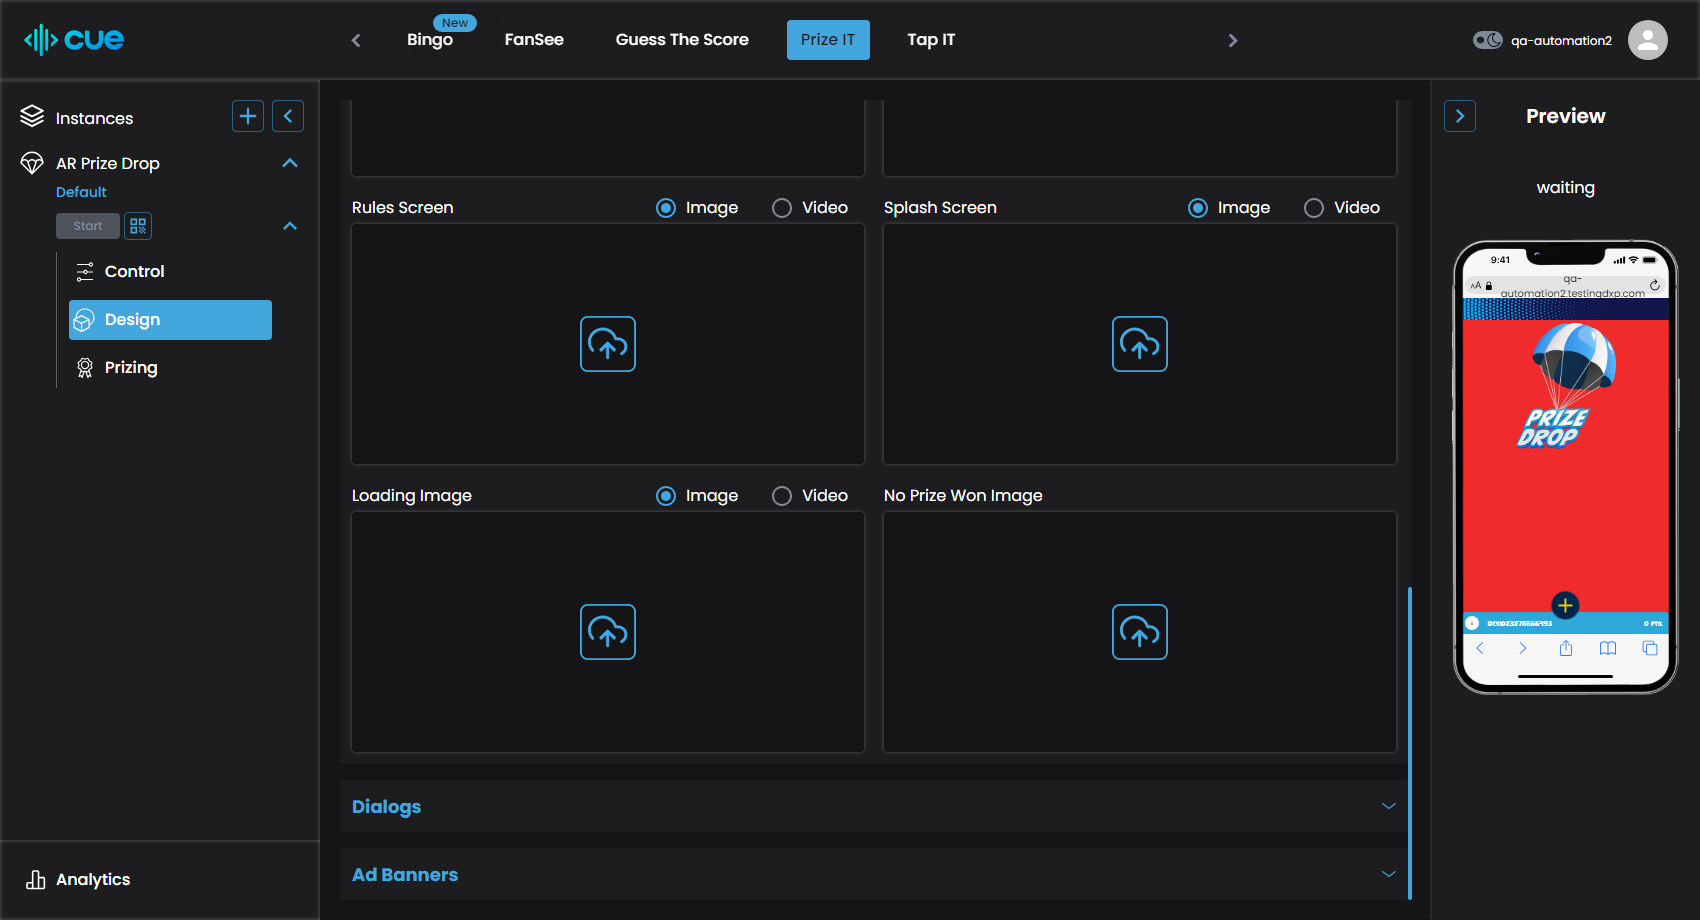 cue
New
Bingo
FanSee
Guess The Score
Prize IT
Tap IT
qa-automation2
Instances
AR Prize Drop
Default
Start
Control
Design
Prizing
Analytics
Rules Screen
Image
Video
Splash Screen
Image
Video
Loading Image
Image
Video
No Prize Won Image
Dialogs
Ad Banners
Preview
waiting
9:41
AA
qa-
automation2.testingdxp.com
PRIZE
DROP
0 PTS.